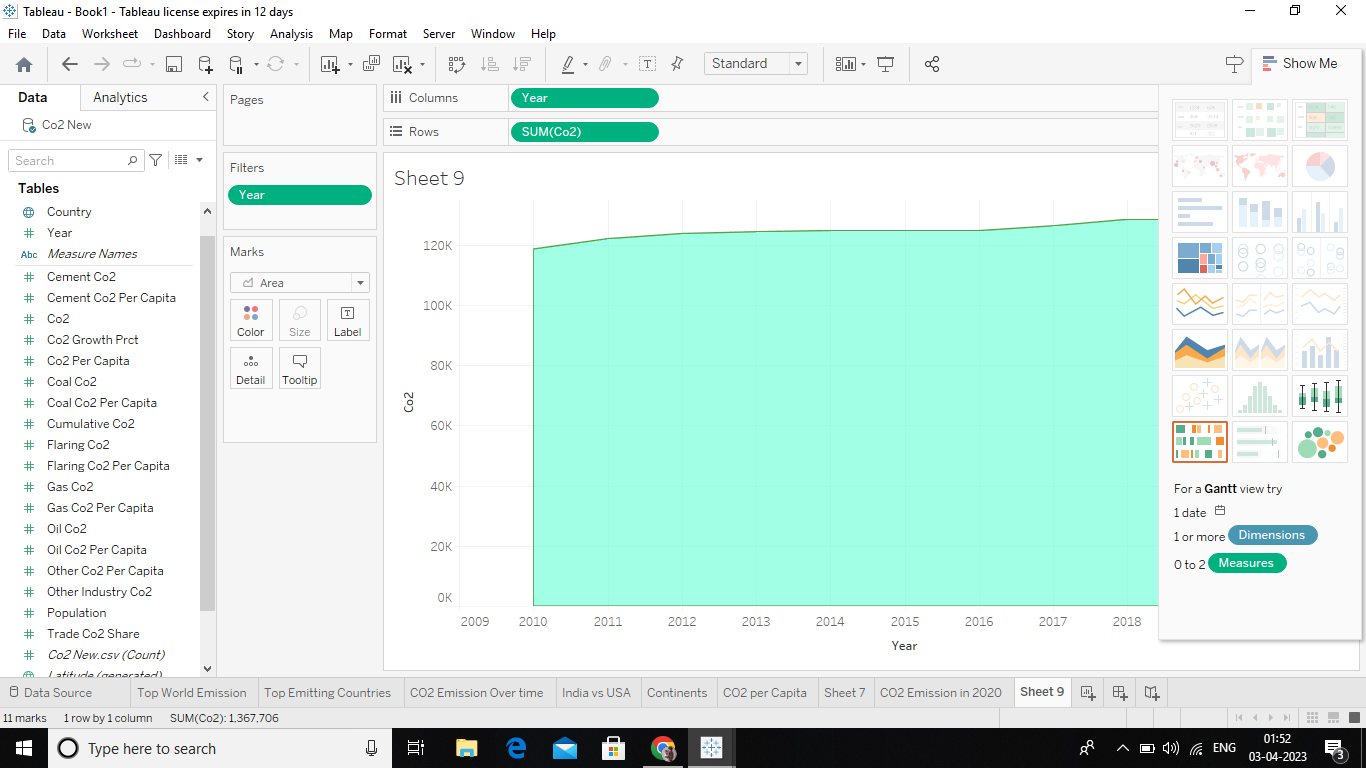 Tableau - Book1 - Tableau license expires in 12 days
File Data Worksheet Dashboard Story Analysis Map Format Server Window Help
Standard
Show Me
Data Analytics
Co2 New
Search
Tables
Country
Year
Abc Measure Names
Cement Co2
Cement Co2 Per Capita
Co2
Co2 Growth Prct
Co2 Per Capita
Coal Co2
Coal Co2 Per Capita
Cumulative Co2
Flaring Co2
Flaring Co2 Per Capita
Gas Co2
Gas Co2 Per Capita
Oil Co2
Oil Co2 Per Capita
Other Co2 Per Capita
Other Industry Co2
Population
Trade Co2 Share
Co2 New.csv (Count)
Latitude (generated)
Pages
Filters
Year
Marks
Area
Color Size Label
Detail Tooltip
Columns Year
Rows SUM(Co2)
Sheet 9
120K
100K
80K
60K
40K
20K
0K
Co2
2009 2010 2011 2012 2013 2014 2015 2016 2017 2018
Year
For a Gantt view try
1 date
1 or more Dimensions
0 to 2 Measures
Data Source Top World Emission Top Emitting Countries CO2 Emission Over time India vs USA Continents CO2 per Capita Sheet 7 CO2 Emission in 2020 Sheet 9
11 marks 1 row by 1 column SUM(Co2): 1,367,706
Type here to search
ENG
01:52
03-04-2023
3